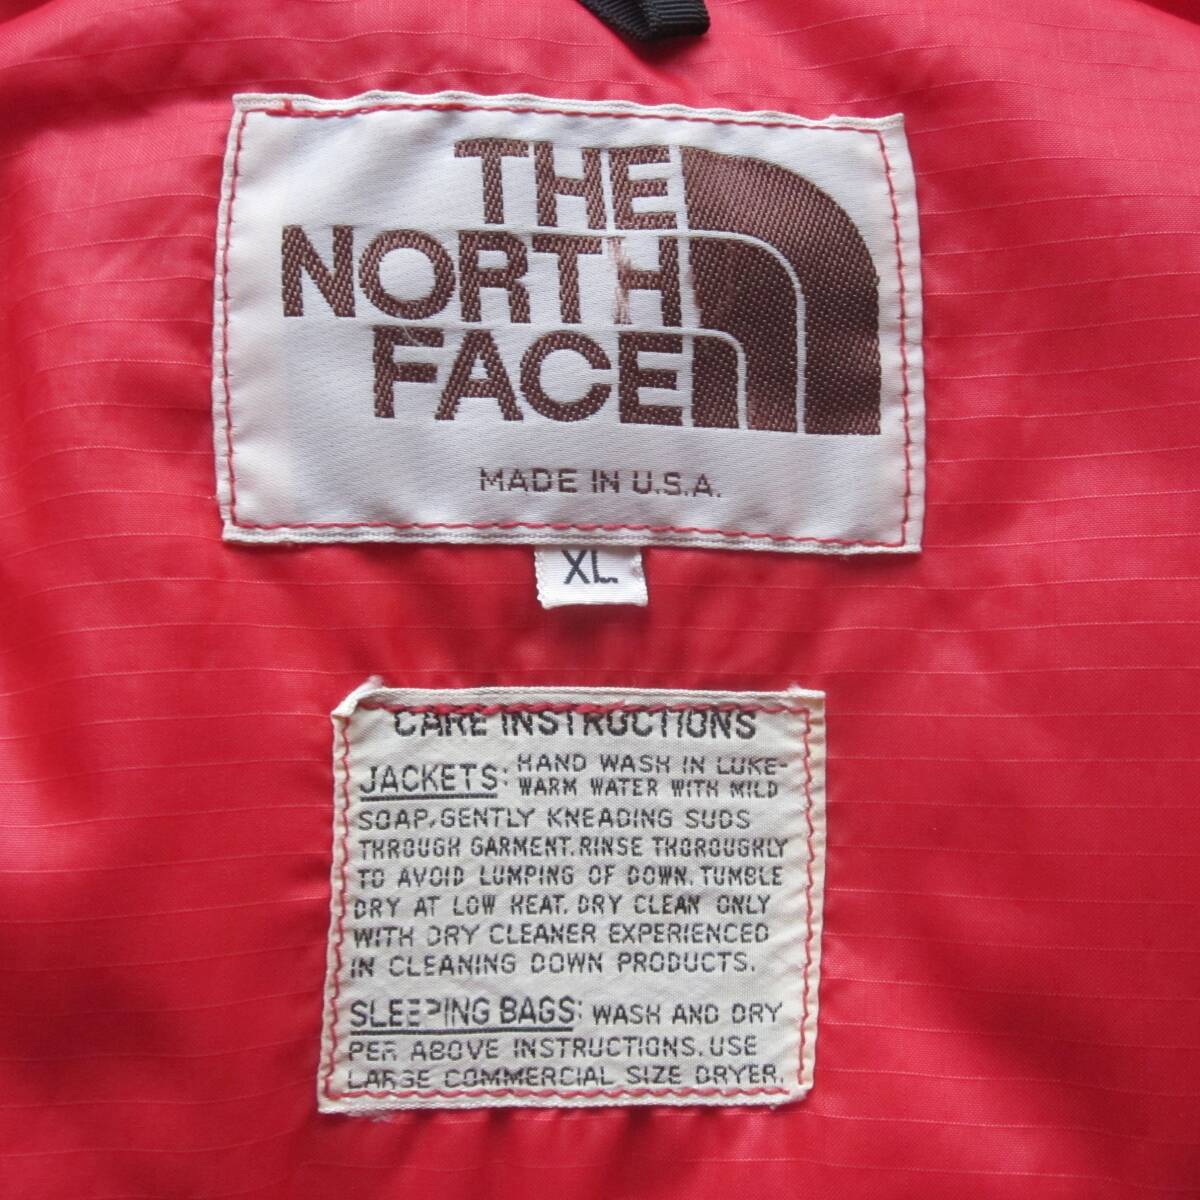 THE
NORTH
FACE
MADE IN U.S.A.
XL
CARE INSTRUCTIONS
JACKETS: HAND WASH IN LUKE-
WARM WATER WITH MILD
SOAP, GENTLY KNEADING SUDS
THROUGH GARMENT. RINSE THOROUGHLY
TO AVOID LUMPING OF DOWN. TUMBLE
DRY AT LOW HEAT. DRY CLEAN ONLY
WITH DRY CLEANER EXPERIENCED
IN CLEANING DOWN PRODUCTS.
SLEEPING BAGS: WASH AND DRY
PER ABOVE INSTRUCTIONS. USE
LARGE COMMERCIAL SIZE DRYER.